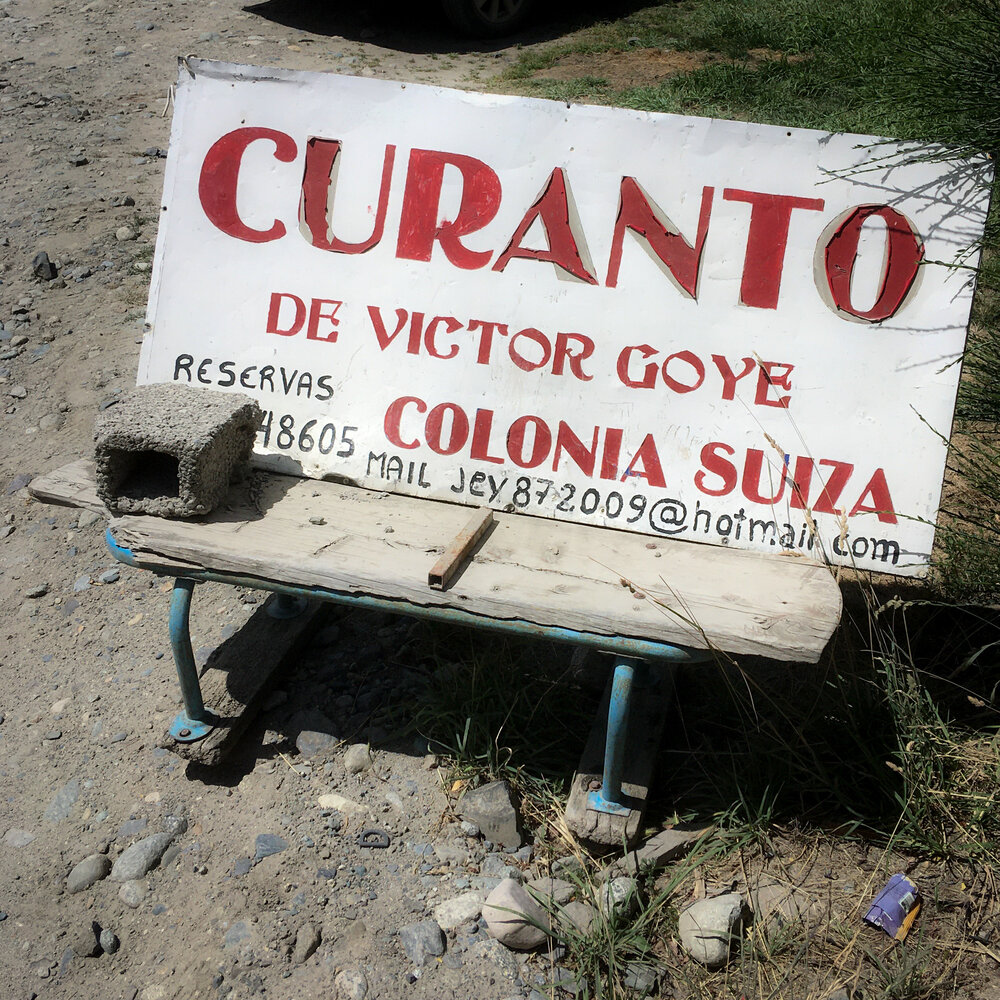 CURANTO
DE VICTOR GOYE
RESERVAS
48605
COLONIA SUIZA
MAIL Jey872009@hotmail.com